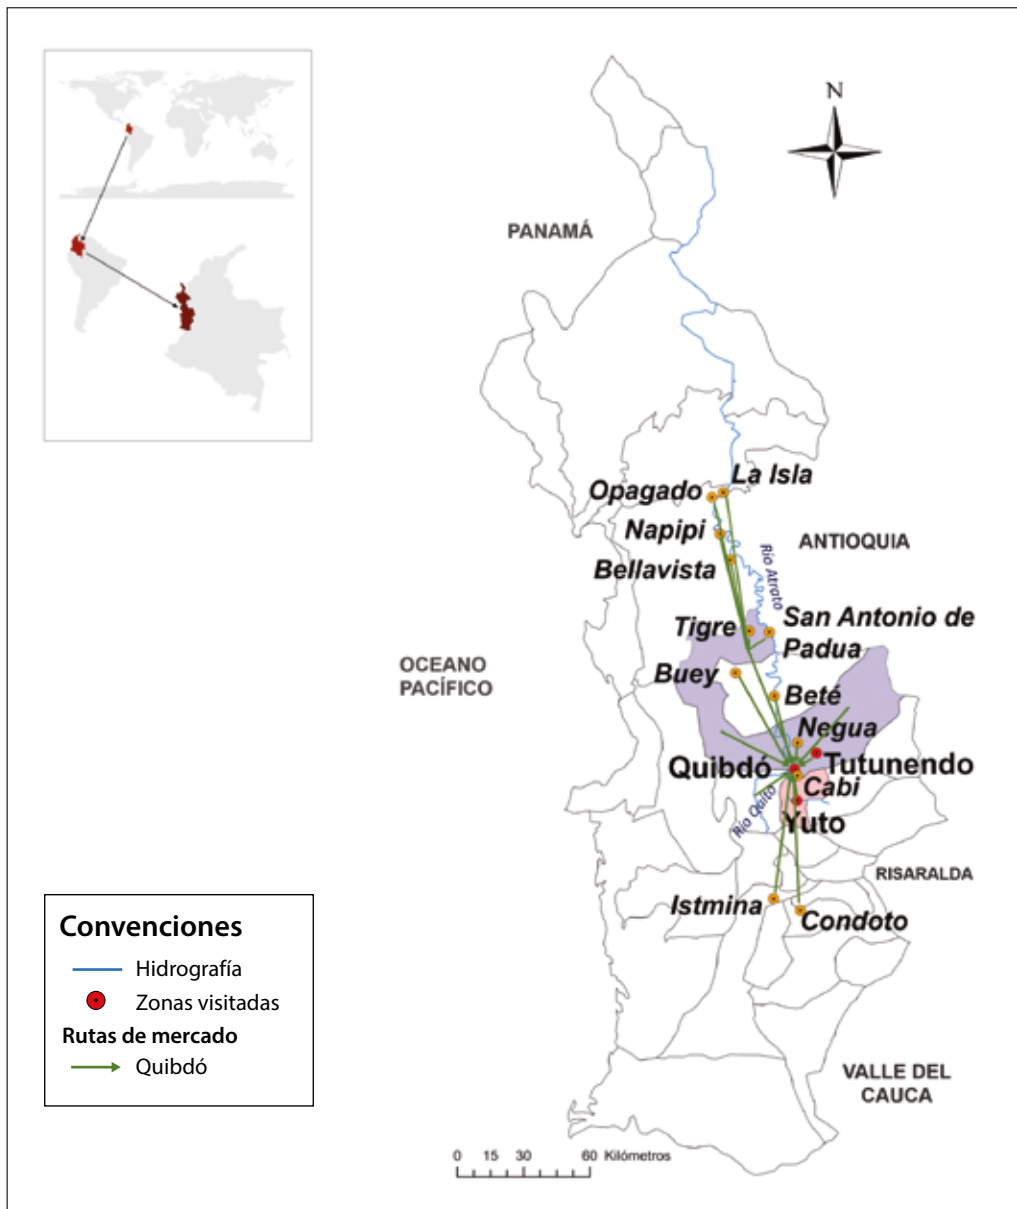 N
PANAMÁ
La Isla
Opagado
Napipi
ANTIOQUIA
Bellavista
Río Atrato
Tigre
San Antonio de
Padua
OCEANO
PACÍFICO
Buey
Beté
Negua
Quibdó
Tutunendo
Cabi
Río Quito
Yuto
RISARALDA
Istmina
Condoto
Convenciones
Hidrografía
Zonas visitadas
Rutas de mercado
Quibdó
VALLE DEL
CAUCA
0 15 30 60 Kilómetros